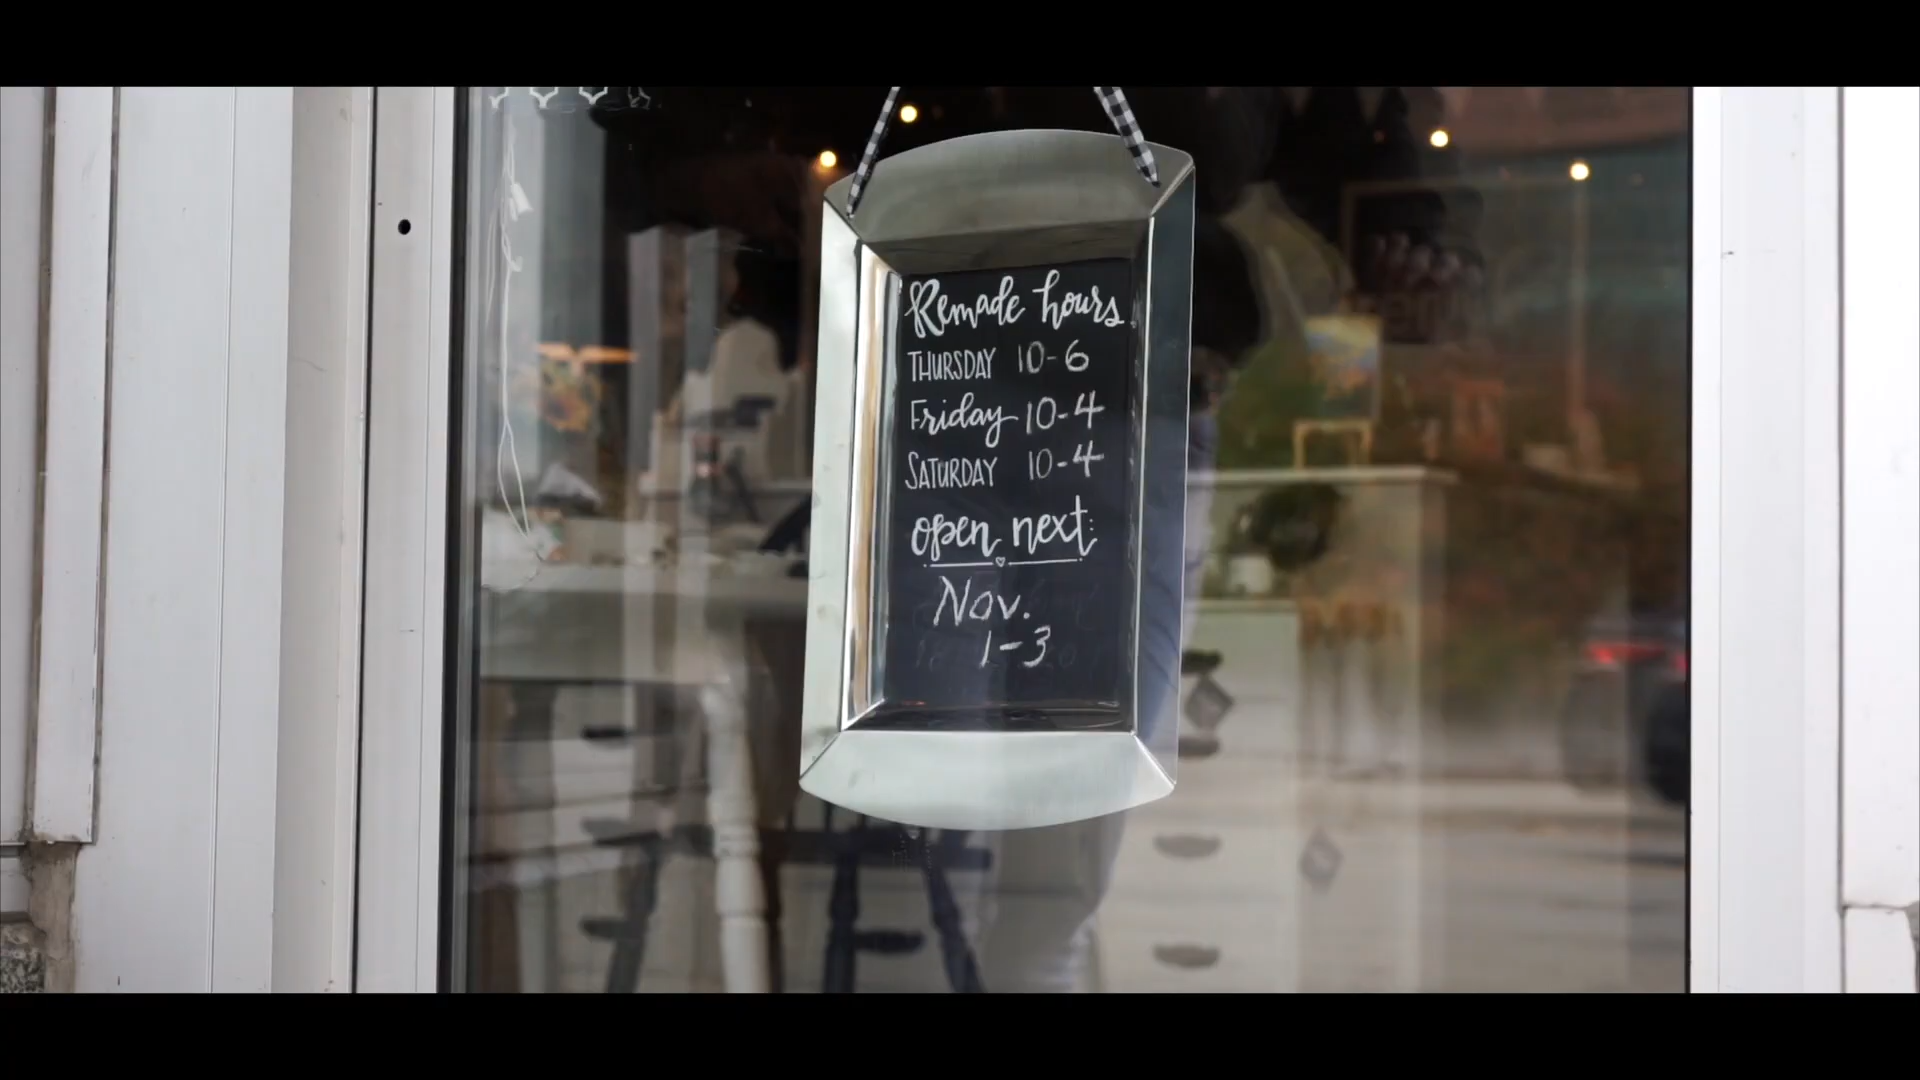 Remade hours
THURSDAY 10-6
Friday 10-4
SATURDAY 10-4
open next:
Nov.
1-3